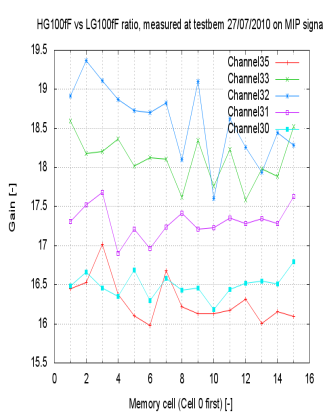 HG100fF vs LG100fF ratio, measured at testbem 27/07/2010 on MIP signa
19.5
19
18.5
18
17.5
17
16.5
16
15.5
Gain [-]
Channel35
Channel33
Channel32
Channel31
Channel30
0 2 4 6 8 10 12 14 16
Memory cell (Cell 0 first) [-]